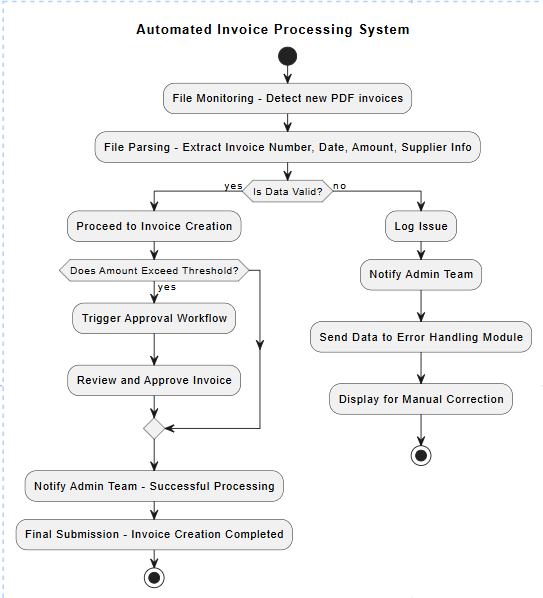 Automated Invoice Processing System
File Monitoring - Detect new PDF invoices
File Parsing - Extract Invoice Number, Date, Amount, Supplier Info
yes
Is Data Valid?
no
Proceed to Invoice Creation
Log Issue
Does Amount Exceed Threshold?
Notify Admin Team
yes
Trigger Approval Workflow
Send Data to Error Handling Module
Review and Approve Invoice
Display for Manual Correction
Notify Admin Team - Successful Processing
Final Submission - Invoice Creation Completed